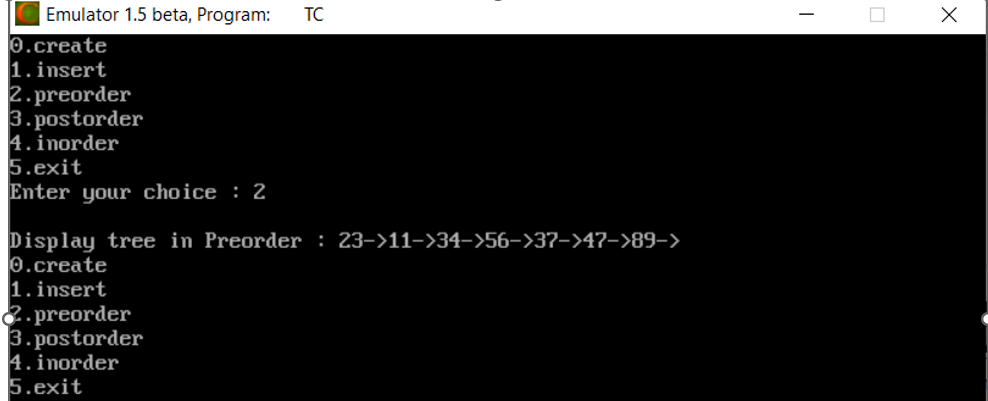 Emulator 1.5 beta, Program: TC
0.create
1.insert
2.preorder
3.postorder
4.inorder
5.exit
Enter your choice : 2
Display tree in Preorder : 23->11->34->56->37->47->89->
0.create
1.insert
2.preorder
3.postorder
4.inorder
5.exit